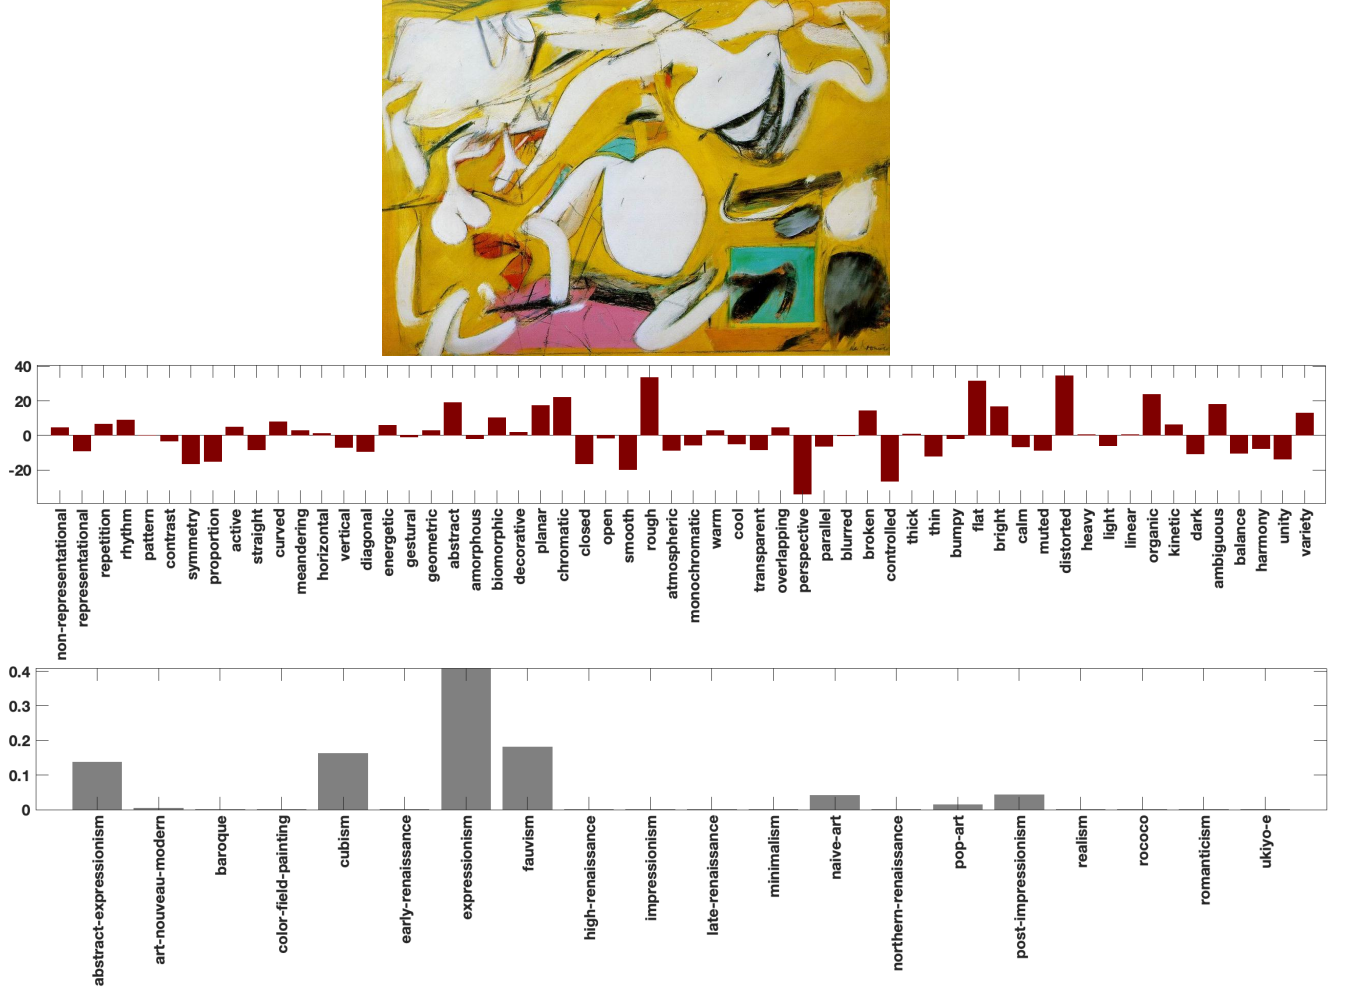 40
20
0
-20
non-representational
representational
repetition
rhythm
pattern
contrast
symmetry
proportion
active
straight
curved
meandering
horizontal
vertical
diagonal
energetic
gestural
geometric
abstract
amorphous
biomorphic
decorative
planar
chromatic
closed
open
smooth
rough
atmospheric
monochromatic
warm
cool
transparent
overlapping
perspective
parallel
blurred
broken
controlled
thick
thin
bumpy
flat
bright
calm
muted
distorted
heavy
light
linear
organic
kinetic
dark
ambiguous
balance
harmony
unity
variety
0.4
0.3
0.2
0.1
0
abstract-expressionism
art-nouveau-modern
baroque
color-field-painting
cubism
early-renaissance
expressionism
fauvism
high-renaissance
impressionism
late-renaissance
minimalism
naive-art
northern-renaissance
pop-art
post-impressionism
realism
rococo
romanticism
ukiyo-e